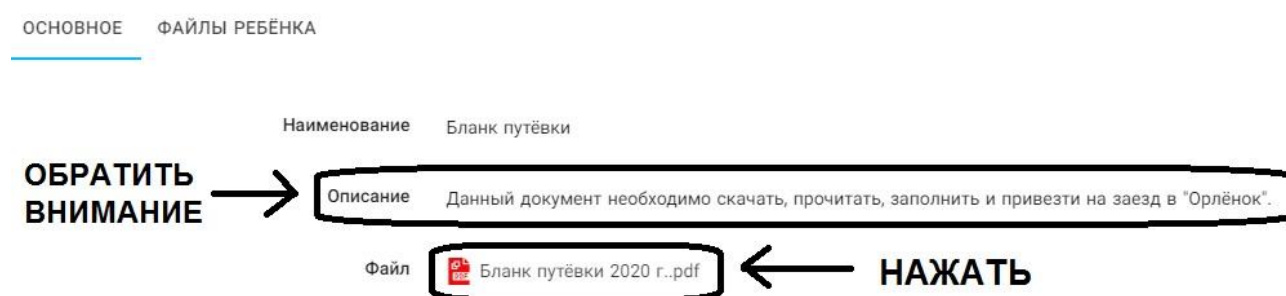 ОСНОВНОЕ ФАЙЛЫ РЕБЁНКА
Наименование Бланк путёвки
ОБРАТИТЬ
ВНИМАНИЕ
Описание Данный документ необходимо скачать, прочитать, заполнить и привезти на заезд в "Орлёнок".
Файл Бланк путёвки 2020 г..pdf НАЖАТЬ